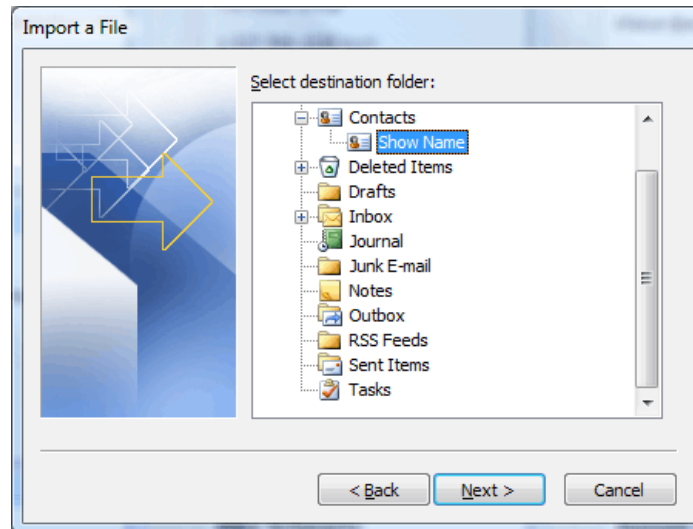 Import a File
Select destination folder:
Contacts
Show Name
Deleted Items
Drafts
Inbox
Journal
Junk E-mail
Notes
Outbox
RSS Feeds
Sent Items
Tasks
< Back Next > Cancel